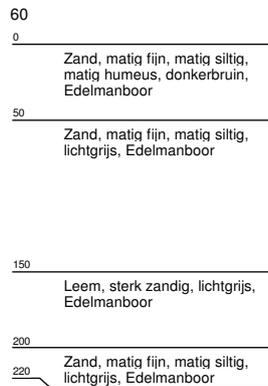 60
0
Zand, matig fijn, matig siltig,
matig humeus, donkerbruin,
Edelmanboor
50
Zand, matig fijn, matig siltig,
lichtgrijs, Edelmanboor
150
Leem, sterk zandig, lichtgrijs,
Edelmanboor
200
Zand, matig fijn, matig siltig,
lichtgrijs, Edelmanboor
220